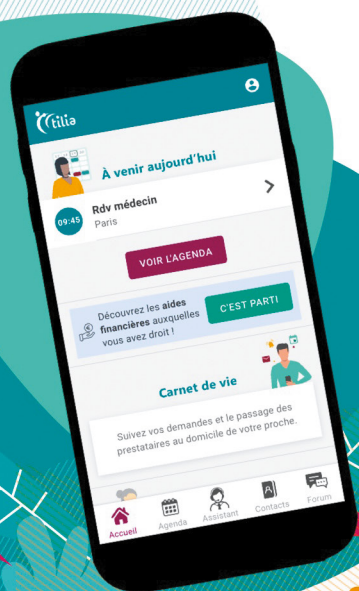 tilia
À venir aujourd'hui
09:45
Rdv médecin
Paris
VOIR L'AGENDA
Découvrez les aides
financières auxquelles
vous avez droit !
C'EST PARTI
Carnet de vie
Suivez vos demandes et le passage des
prestataires au domicile de votre proche.
Accueil
Agenda
Assistant
Contacts
Forum